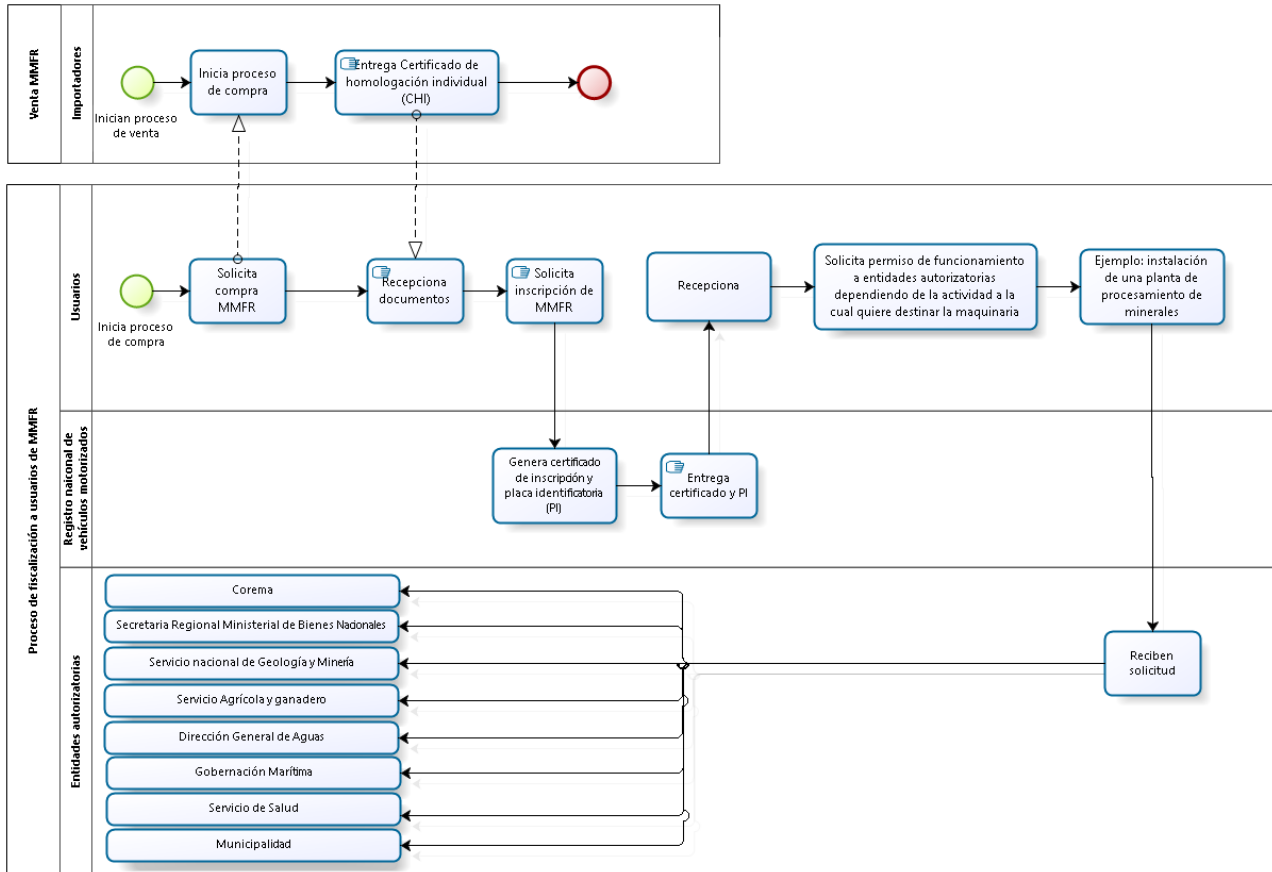 Venta MMFR
Importadores
Inician proceso
de venta
Inicia proceso
de compra
Entrega Certificado de
homologación individual
(CHI)
Proceso de fiscalización a usuarios de MMFR
Usuarios
Inicia proceso
de compra
Solicita
compra
MMFR
Recepciona
documentos
Solicita
inscripción de
MMFR
Recepciona
Solicita permiso de funcionamiento
a entidades autorizatorias
dependiendo de la actividad a la
cual quiere destinar la maquinaria
Ejemplo: instalación
de una planta de
procesamiento de
minerales
Registro naicional de
vehículos motorizados
Genera certificado
de inscripción y
placa identificatoria
(PI)
Entrega
certificado y PI
Entidades autorizatorias
Corema
Secretaria Regional Ministerial de Bienes Nacionales
Servicio nacional de Geología y Minería
Servicio Agrícola y ganadero
Dirección General de Aguas
Gobernación Marítima
Servicio de Salud
Municipalidad
Reciben
solicitud